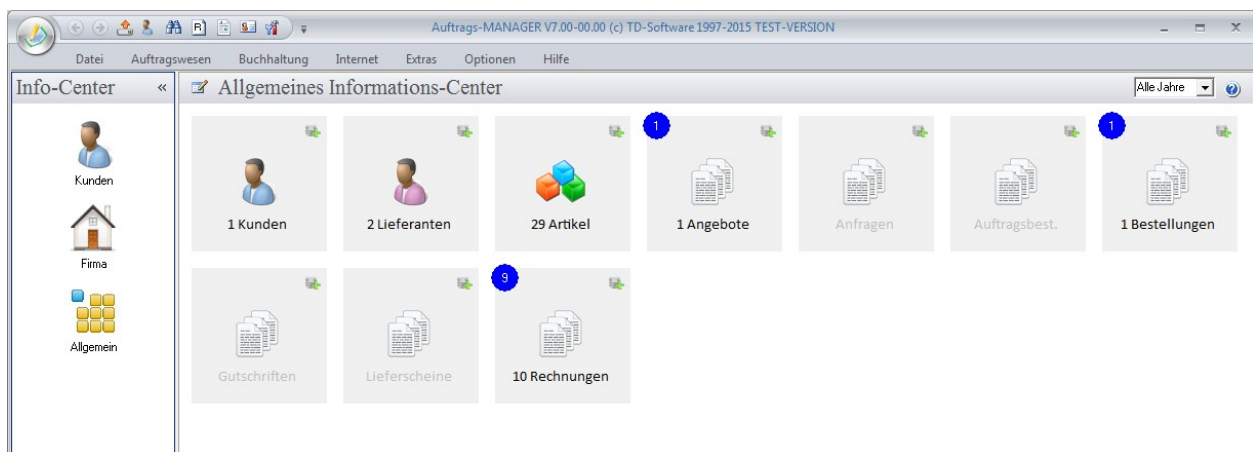 Auftrags-MANAGER V7.00-00.00 (c) TD-Software 1997-2015 TEST-VERSION
Datei Auftragswesen Buchhaltung Internet Extras Optionen Hilfe
Info-Center «
Allgemeines Informations-Center
Alle Jahre
Kunden
Firma
Allgemein
1 Kunden
2 Lieferanten
29 Artikel
1
1 Angebote
Anfragen
Auftragsbest.
1
1 Bestellungen
Gutschriften
Lieferscheine
9
10 Rechnungen